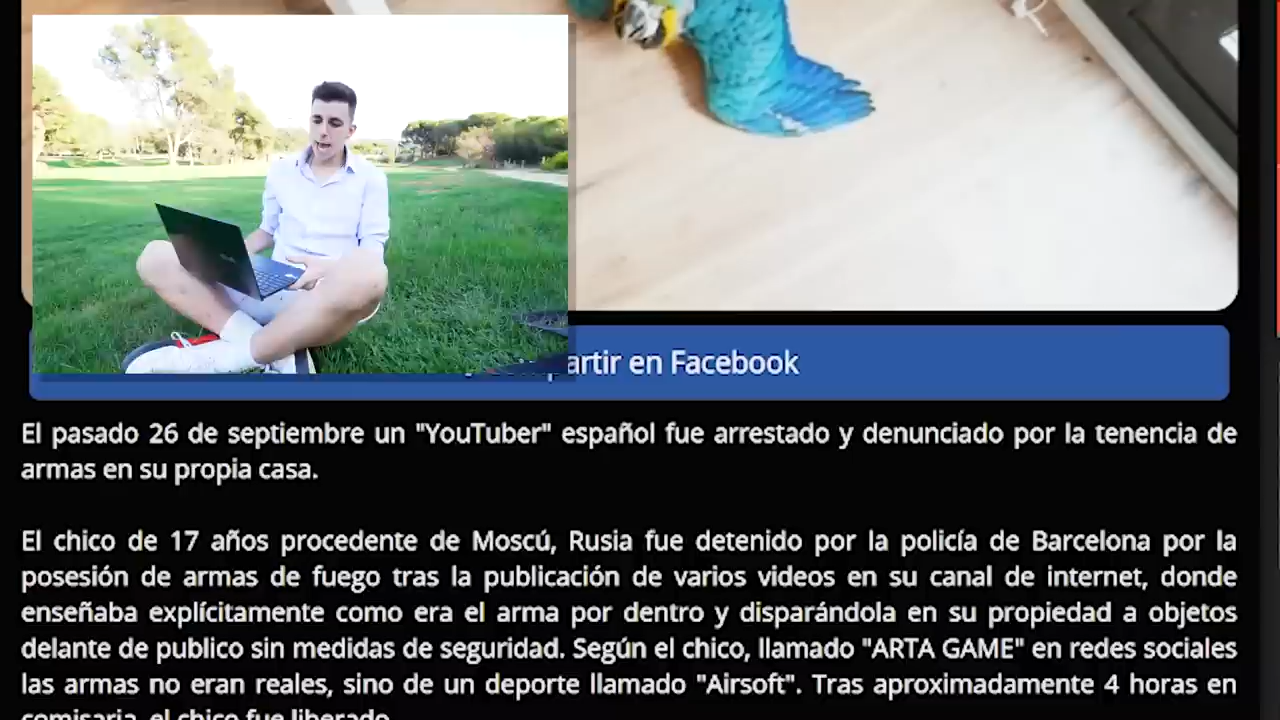 artir en Facebook
El pasado 26 de septiembre un "YouTuber" español fue arrestado y denunciado por la tenencia de
armas en su propia casa.
El chico de 17 años procedente de Moscú, Rusia fue detenido por la policía de Barcelona por la
posesión de armas de fuego tras la publicación de varios videos en su canal de internet, donde
enseñaba explícitamente como era el arma por dentro y disparándola en su propiedad a objetos
delante de publico sin medidas de seguridad. Según el chico, llamado "ARTA GAME" en redes sociales
las armas no eran reales, sino de un deporte llamado "Airsoft". Tras aproximadamente 4 horas en
comisaria, el chico fue liberado